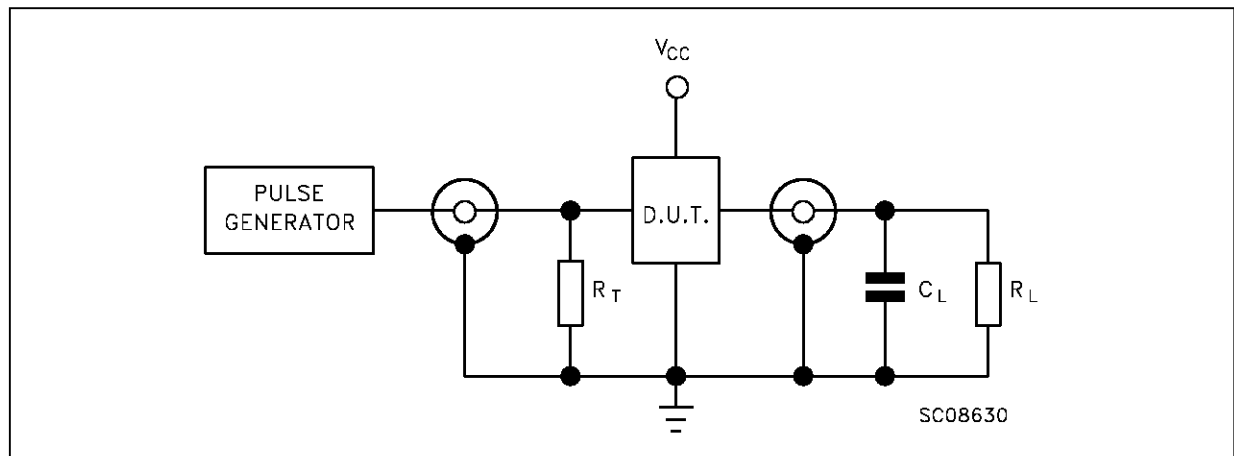 VCC
PULSE
GENERATOR
D.U.T.
RT
CL
RL
SC08630